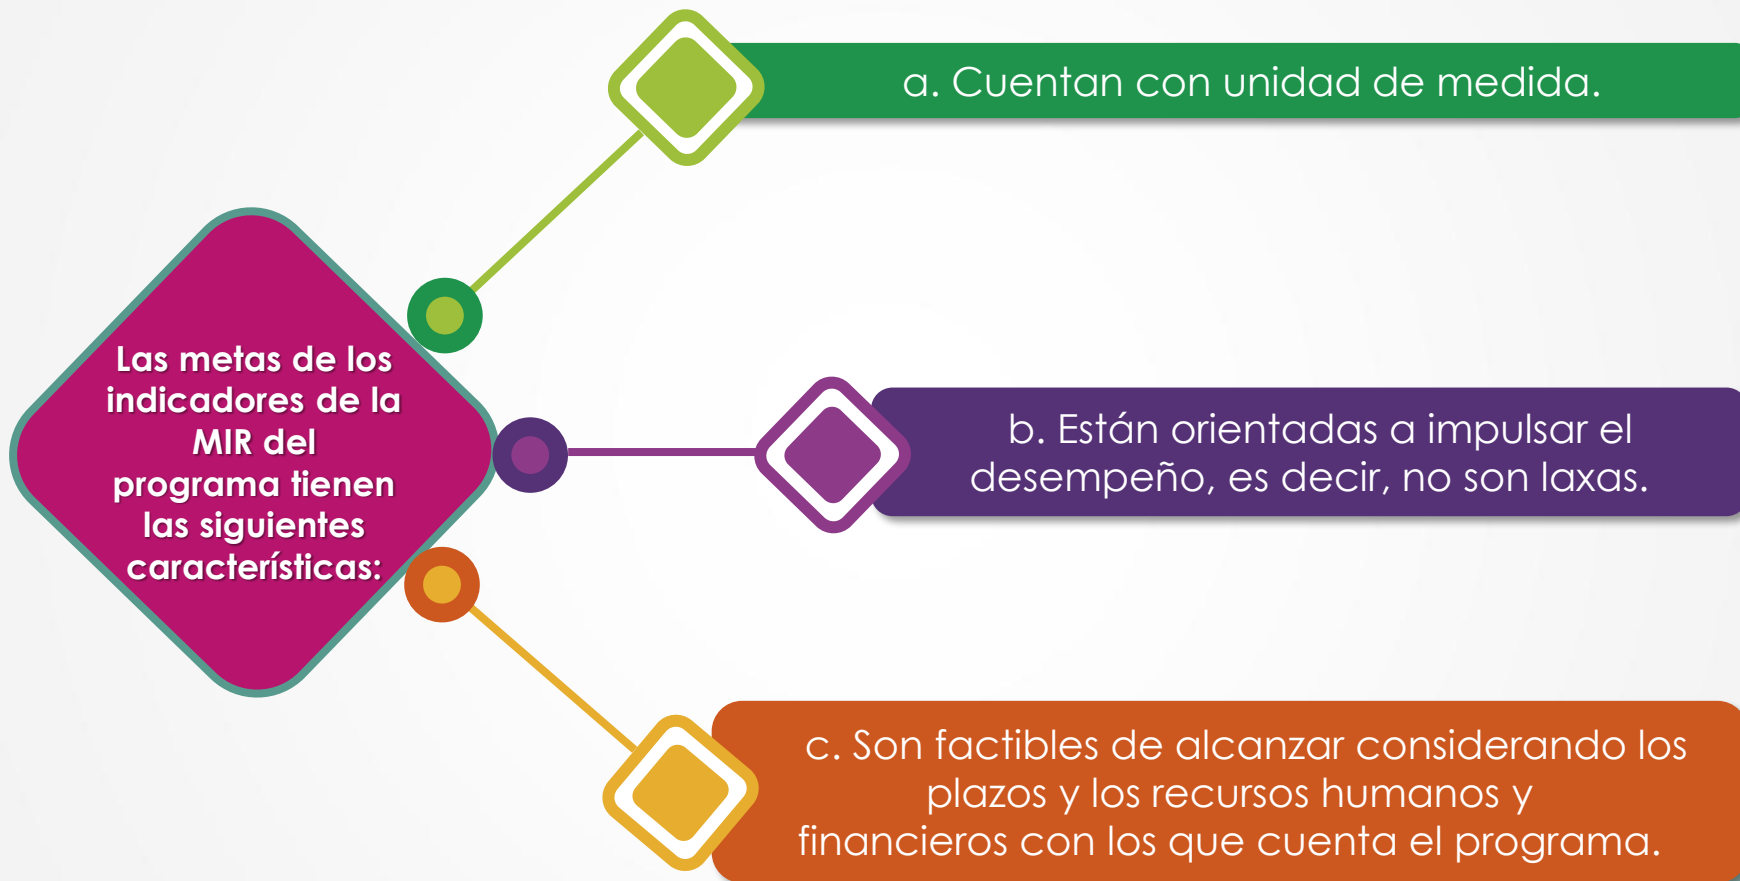 Las metas de los
indicadores de la
MIR del
programa tienen
las siguientes
características:
a. Cuentan con unidad de medida.
b. Están orientadas a impulsar el
desempeño, es decir, no son laxas.
c. Son factibles de alcanzar considerando los
plazos y los recursos humanos y
financieros con los que cuenta el programa.